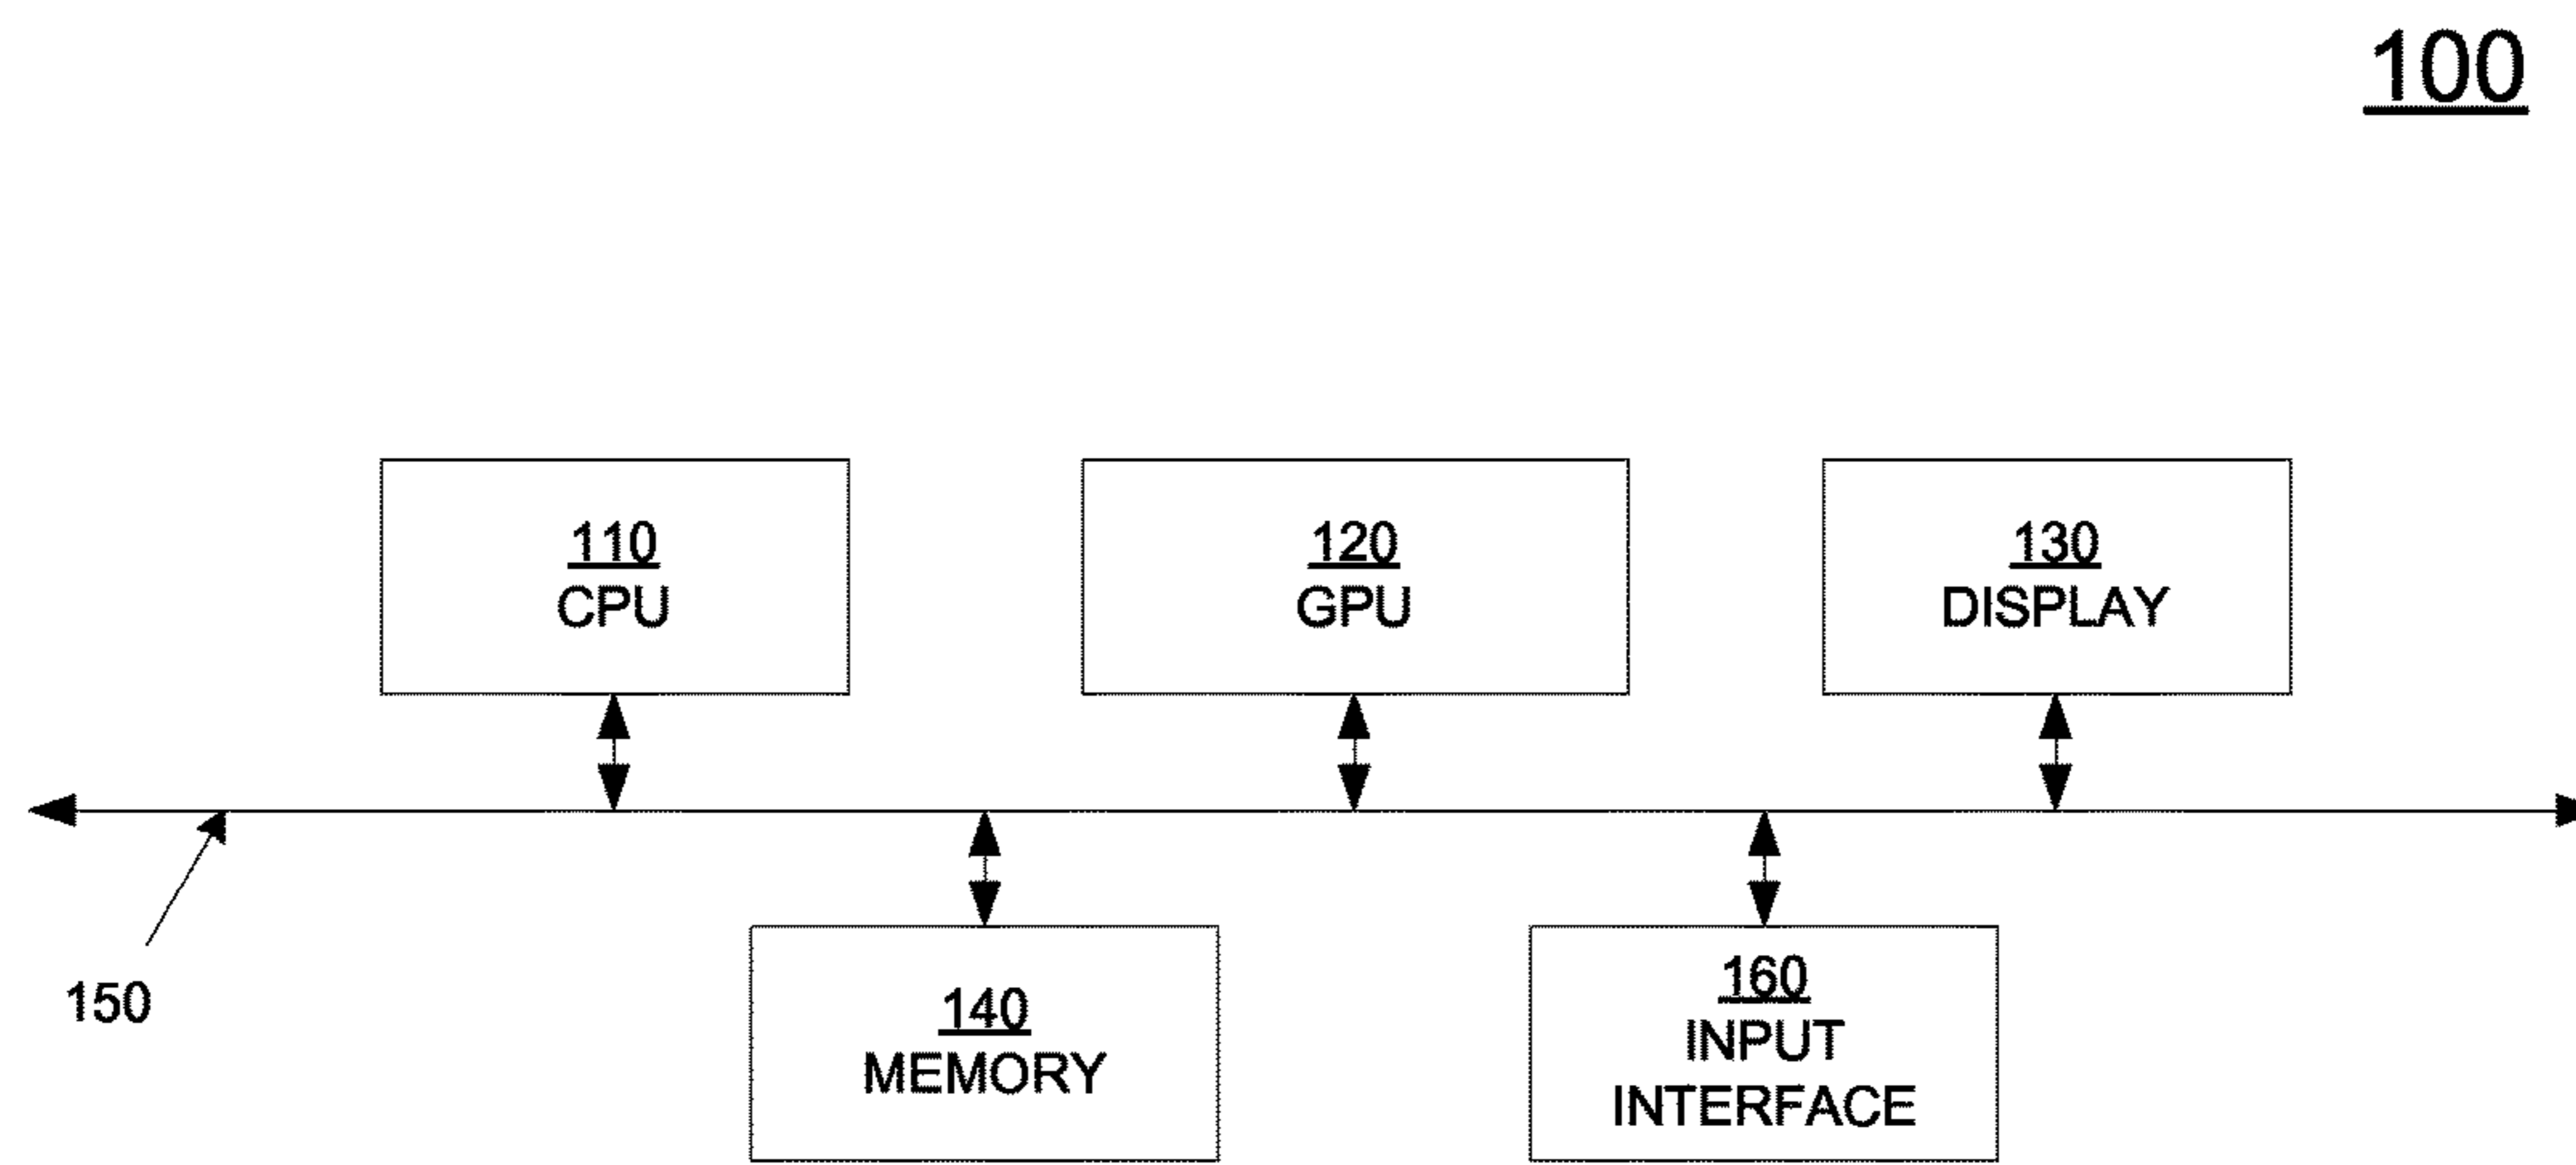 100
110
CPU
120
GPU
130
DISPLAY
150
140
MEMORY
160
INPUT
INTERFACE